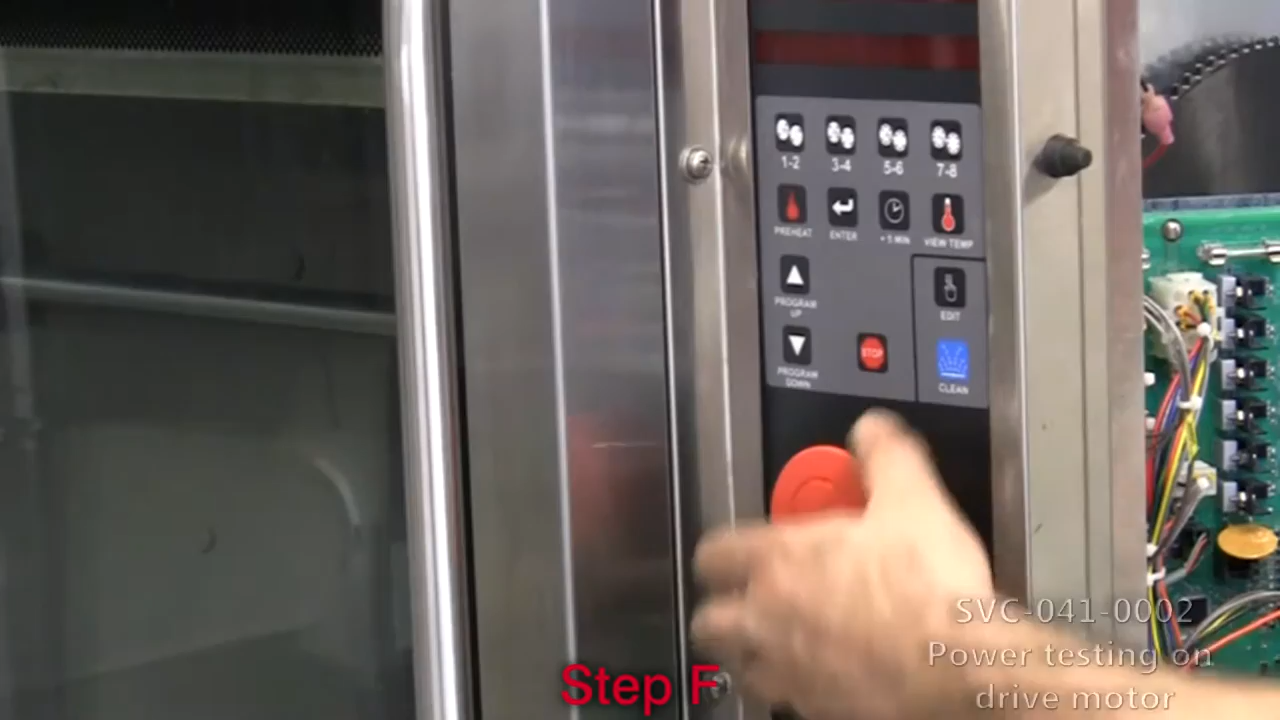 1-2 3-4 5-6 7-8
PREHEAT ENTER +5 MIN VIEW TEMP
PROGRAM
UP
EDIT
STOP
PROGRAM
DOWN
CLEAN
SVC-041-0002
Power testing on
drive motor
Step F